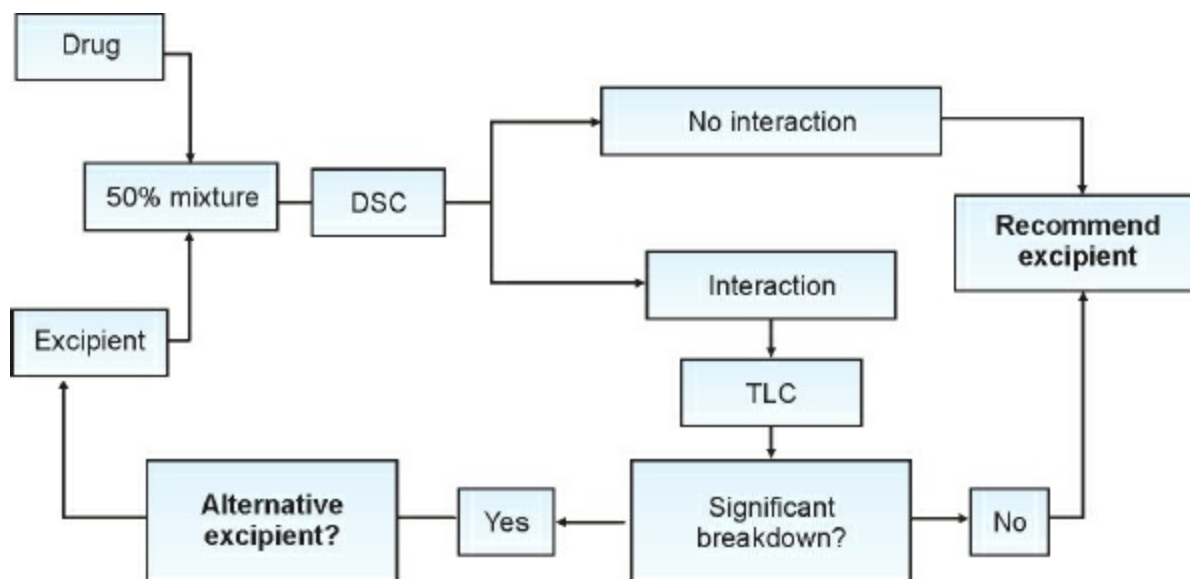 Drug
No interaction
50% mixture
DSC
Recommend
excipient
Interaction
Excipient
TLC
Alternative
excipient?
Yes
Significant
breakdown?
No